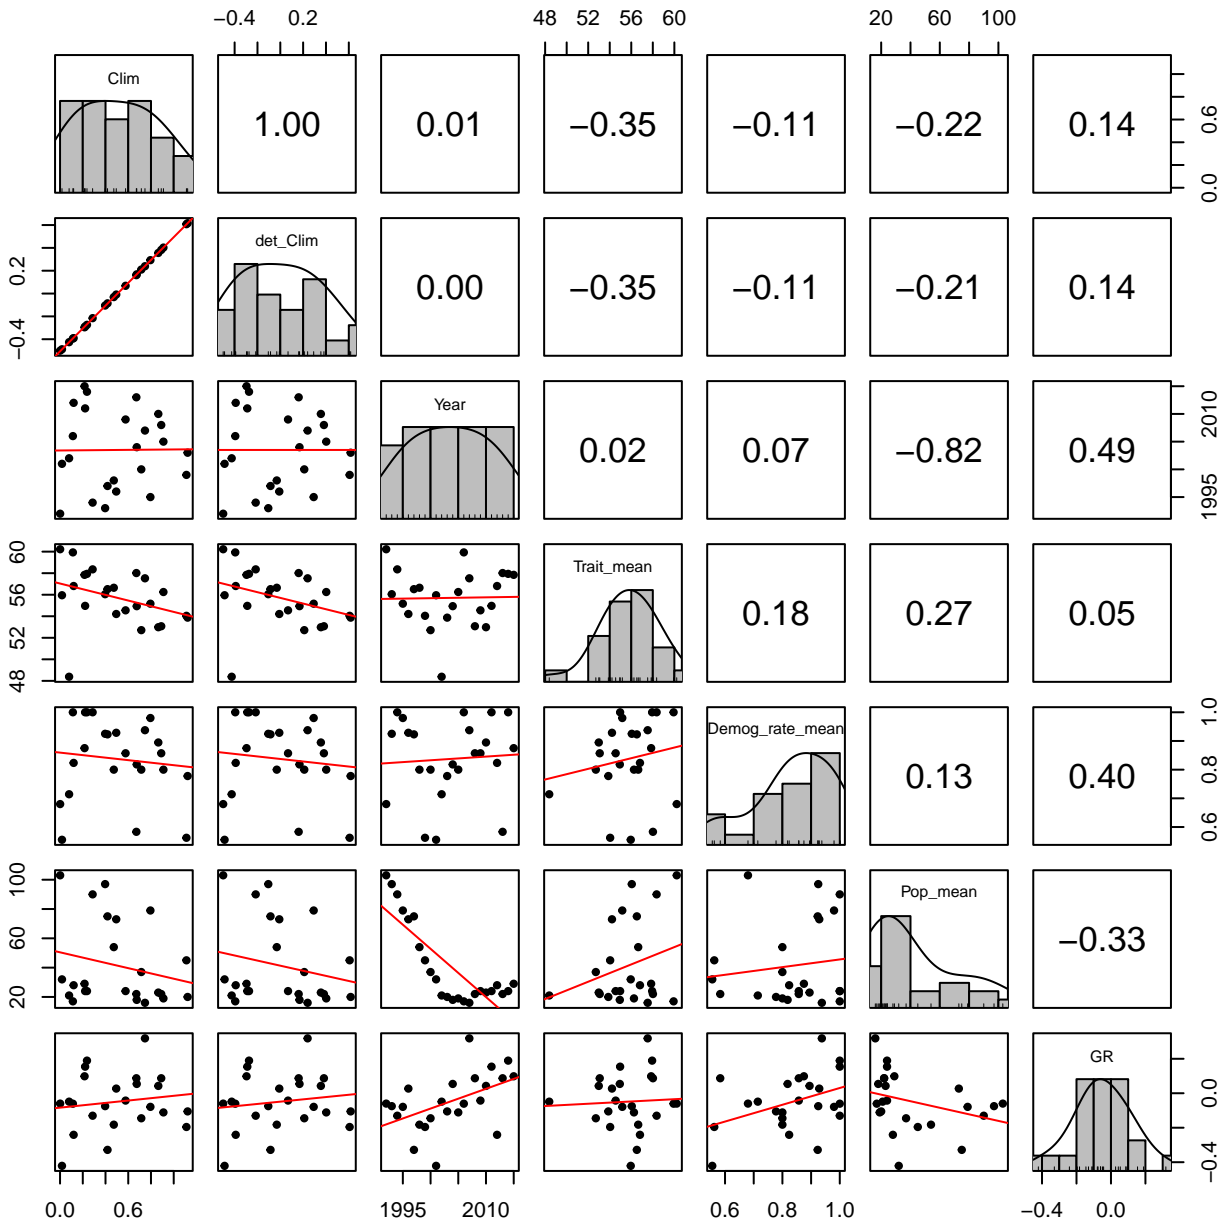 −0.4 0.2 48 52 56 60 20 60 100
Clim 1.00 0.01 −0.35 −0.11 −0.22 0.14 0.0 0.6
−0.4 0.2 det_Clim 0.00 −0.35 −0.11 −0.21 0.14
Year 0.02 0.07 −0.82 0.49 1995 2010
48 52 56 60 Trait_mean 0.18 0.27 0.05
Demog_rate_mean 0.13 0.40 0.6 0.8 1.0
20 60 100 Pop_mean −0.33
GR −0.4 0.0
0.0 0.6 1995 2010 0.6 0.8 1.0 −0.4 0.0